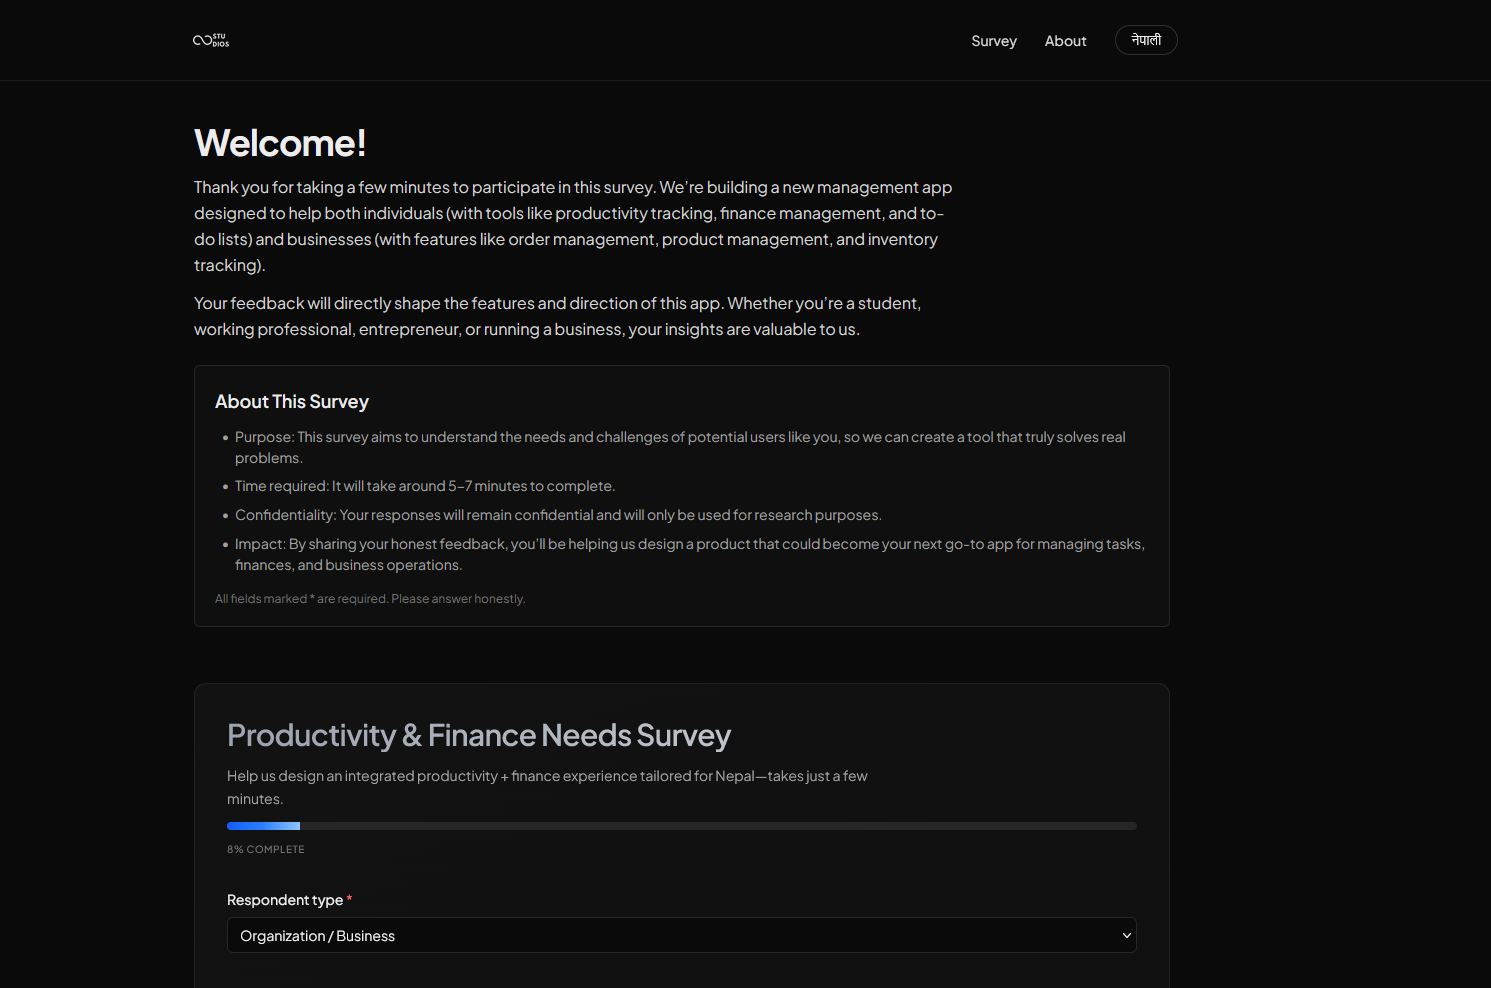 STU
DIOS
Survey
About
नेपाली
Welcome!
Thank you for taking a few minutes to participate in this survey. We’re building a new management app
designed to help both individuals (with tools like productivity tracking, finance management, and to-
do lists) and businesses (with features like order management, product management, and inventory
tracking).
Your feedback will directly shape the features and direction of this app. Whether you’re a student,
working professional, entrepreneur, or running a business, your insights are valuable to us.
About This Survey
• Purpose: This survey aims to understand the needs and challenges of potential users like you, so we can create a tool that truly solves real
problems.
• Time required: It will take around 5–7 minutes to complete.
• Confidentiality: Your responses will remain confidential and will only be used for research purposes.
• Impact: By sharing your honest feedback, you’ll be helping us design a product that could become your next go-to app for managing tasks,
finances, and business operations.
All fields marked * are required. Please answer honestly.
Productivity & Finance Needs Survey
Help us design an integrated productivity + finance experience tailored for Nepal—takes just a few
minutes.
8% COMPLETE
Respondent type *
Organization / Business